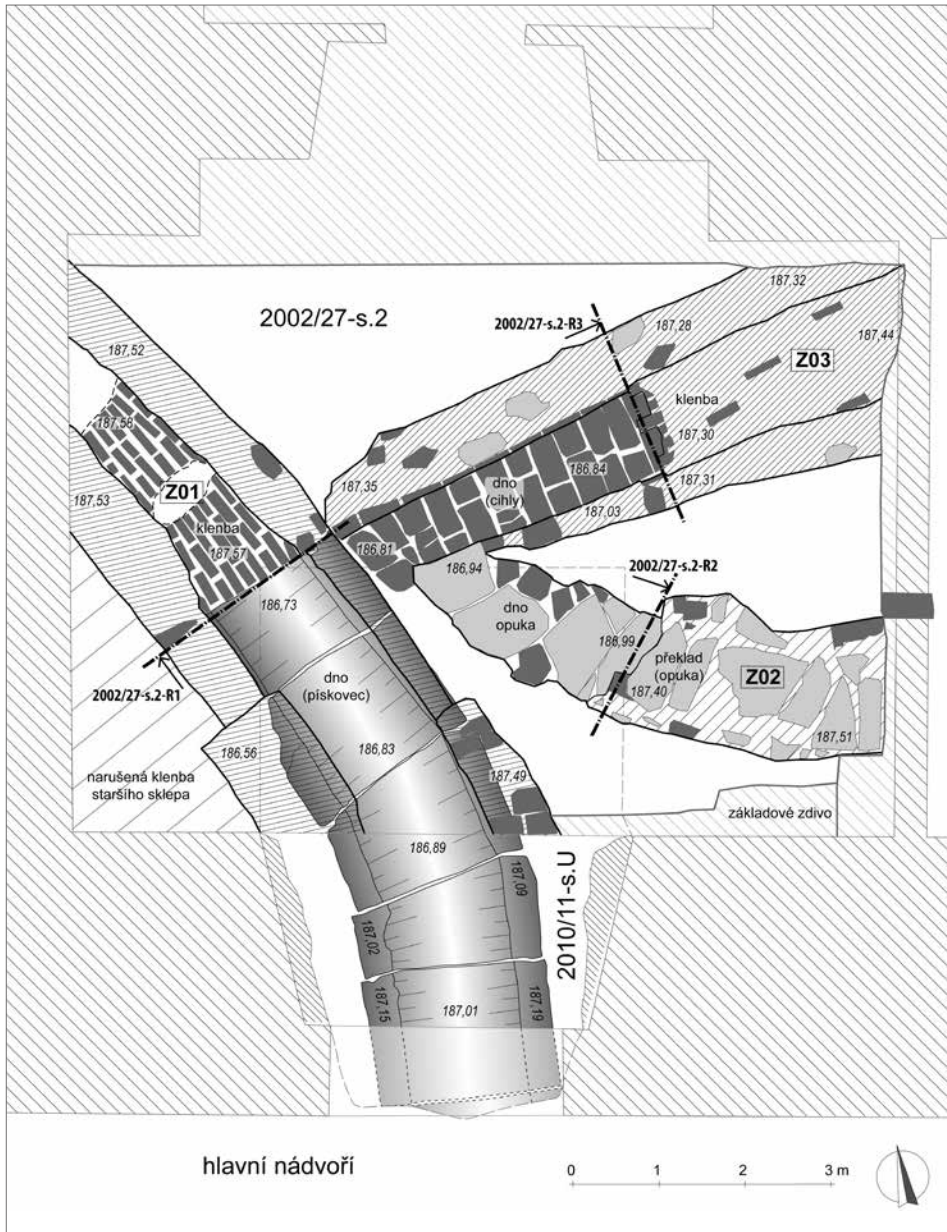 2002/27-s.2
2002/27-s.2-R3
187,32
187,28
187,44
Z03
187,52
klenba
187,58
187,30
187,53
Z01
187,35
186,84
187,31
dno
(cihly)
187,03
klenba
187,57
186,81
186,94
2002/27-s.2-R2
186,73
dno
opuka
186,99
překlad
(opuka)
Z02
187,40
2002/27-s.2-R1
dno
(pískovec)
186,83
186,56
187,51
187,49
narušená klenba
staršího sklepa
základové zdivo
186,89
187,09
2010/11-s.U
187,02
187,15
187,01
187,19
hlavní nádvoří
0 1 2 3 m